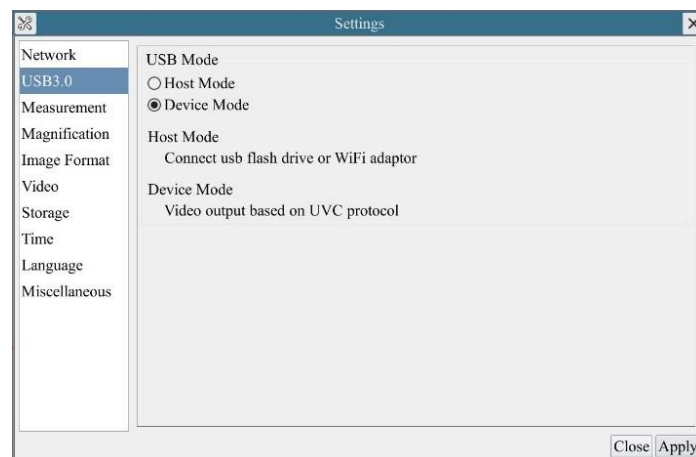 Settings
Network
USB3.0
Measurement
Magnification
Image Format
Video
Storage
Time
Language
Miscellaneous
USB Mode
Host Mode
Device Mode
Host Mode
Connect usb flash drive or WiFi adaptor
Device Mode
Video output based on UVC protocol
Close Apply